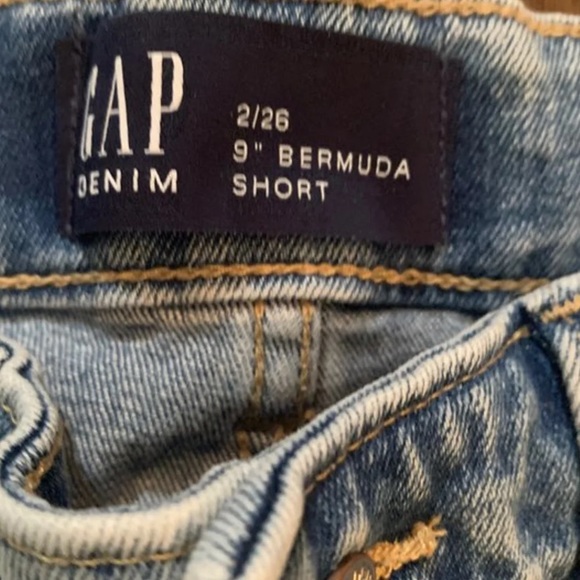 GAP
DENIM
2/26
9" BERMUDA
SHORT